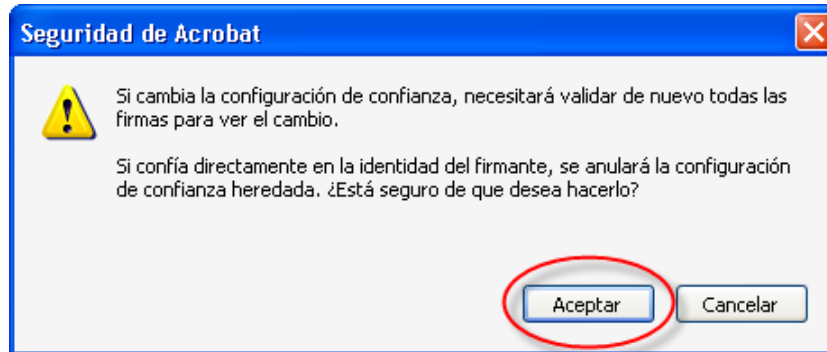 Seguridad de Acrobat
Si cambia la configuración de confianza, necesitará validar de nuevo todas las
firmas para ver el cambio.
Si confía directamente en la identidad del firmante, se anulará la configuración
de confianza heredada. ¿Está seguro de que desea hacerlo?
Aceptar
Cancelar